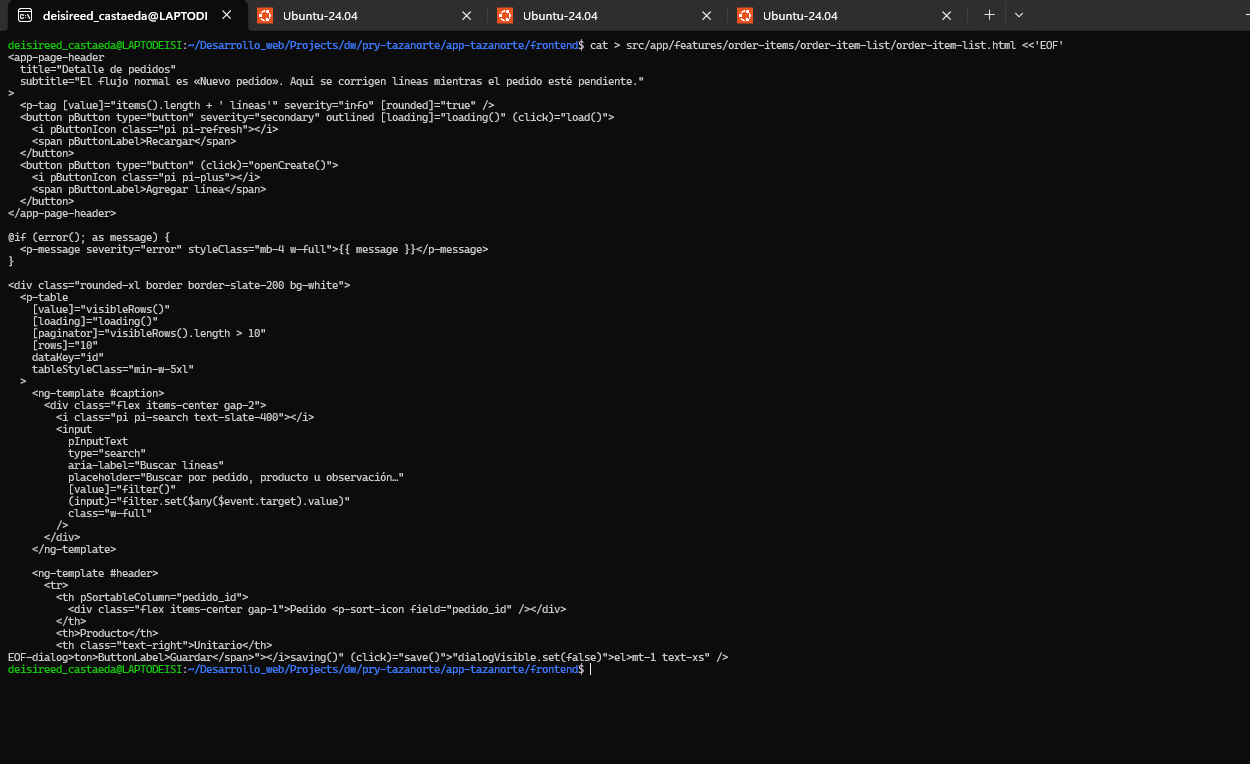 deisireed_castaeda@LAPTODI
Ubuntu-24.04
Ubuntu-24.04
Ubuntu-24.04
deisireed_castaeda@LAPTODEISI:~/Desarrollo_web/Projects/dw/pry-tazanorte/app-tazanorte/frontend$ cat > src/app/features/order-items/order-item-list/order-item-list.html <<'EOF'
<app-page-header
  title="Detalle de pedidos"
  subtitle="El flujo normal es «Nuevo pedido». Aquí se corrigen líneas mientras el pedido esté pendiente."
>
  <p-tag [value]="items().length + ' líneas'" severity="info" [rounded]="true" />
  <button pButton type="button" severity="secondary" outlined [loading]="loading()" (click)="load()">
    <i pButtonIcon class="pi pi-refresh"></i>
    <span pButtonLabel>Recargar</span>
  </button>
  <button pButton type="button" (click)="openCreate()">
    <i pButtonIcon class="pi pi-plus"></i>
    <span pButtonLabel>Agregar línea</span>
  </button>
</app-page-header>

@if (error(); as message) {
  <p-message severity="error" styleClass="mb-4 w-full">{{ message }}</p-message>
}

<div class="rounded-xl border border-slate-200 bg-white">
  <p-table
    [value]="visibleRows()"
    [loading]="loading()"
    [paginator]="visibleRows().length > 10"
    [rows]="10"
    dataKey="id"
    tableStyleClass="min-w-5xl"
  >
    <ng-template #caption>
      <div class="flex items-center gap-2">
        <i class="pi pi-search text-slate-400"></i>
        <input
          pInputText
          type="search"
          aria-label="Buscar líneas"
          placeholder="Buscar por pedido, producto u observación…"
          [value]="filter()"
          (input)="filter.set($any($event.target).value)"
          class="w-full"
        />
      </div>
    </ng-template>

    <ng-template #header>
      <tr>
        <th pSortableColumn="pedido_id">
          <div class="flex items-center gap-1">Pedido <p-sort-icon field="pedido_id" /></div>
        </th>
        <th>Producto</th>
        <th class="text-right">Unitario</th>
EOF-dialog>ton>ButtonLabel>Guardar</span>"></i>saving()" (click)="save()">"dialogVisible.set(false)">el>mt-1 text-xs" />
deisireed_castaeda@LAPTODEISI:~/Desarrollo_web/Projects/dw/pry-tazanorte/app-tazanorte/frontend$